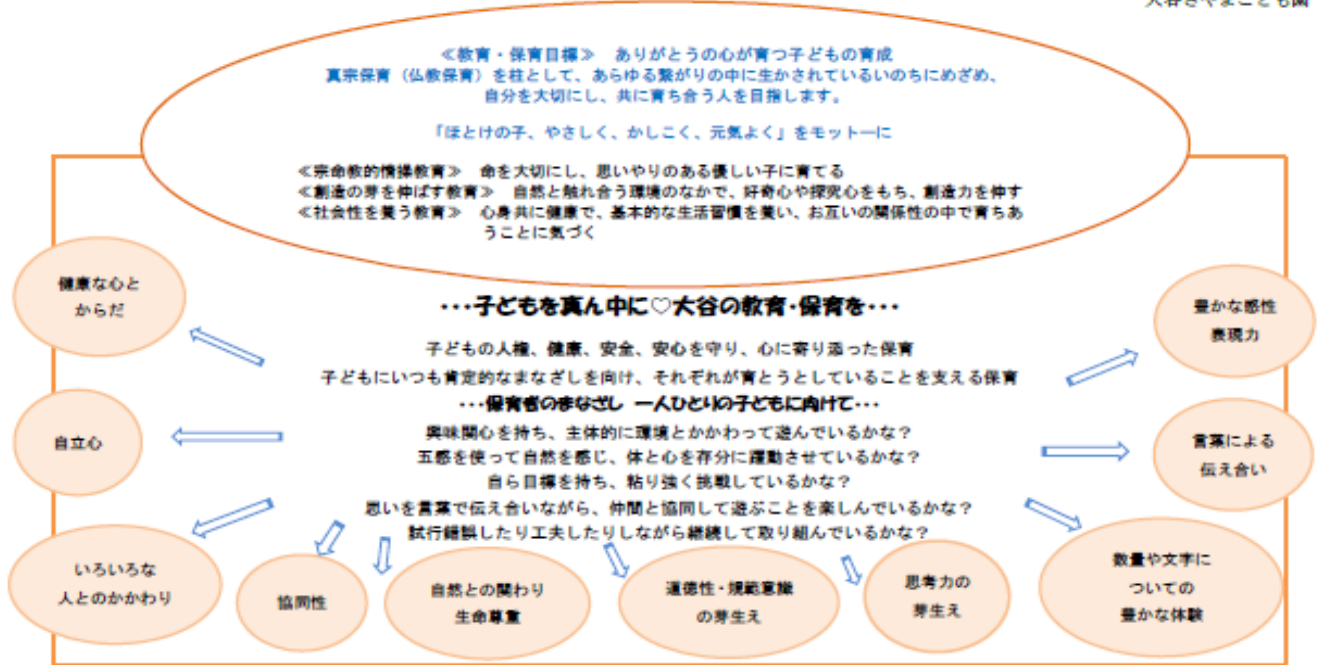 大谷さやまこども園
≪教育・保育目標≫ ありがとうの心が育つ子どもの育成
真宗保育（仏教保育）を柱として、あらゆる繋がりの中に生かされているいのちにめざめ、
自分を大切にし、共に育ち合う人を目指します。
「ほとけの子、やさしく、かしこく、元気よく」をモットーに
≪宗命教的情操教育≫ 命を大切にし、思いやりのある優しい子に育てる
≪創造の芽を伸ばす教育≫ 自然と触れ合う環境のなかで、好奇心や探究心をもち、創造力を伸す
≪社会性を養う教育≫ 心身共に健康で、基本的な生活習慣を養い、お互いの関係性の中で育ちあ
うことに気づく
健康な心と
からだ
・・・子どもを真ん中に♡大谷の教育・保育を・・・
豊かな感性
表現力
子どもの人権、健康、安全、安心を守り、心に寄り添った保育
子どもにいつも肯定的なまなざしを向け、それぞれが育とうとしていることを支える保育
・・・保育者のまなざし 一人ひとりの子どもに向けて・・・
自立心
興味関心を持ち、主体的に環境とかかわって遊んでいるかな？
五感を使って自然を感じ、体と心を存分に躍動させているかな？
自ら目標を持ち、粘り強く挑戦しているかな？
思いを言葉で伝え合いながら、仲間と協同して遊ぶことを楽しんでいるかな？
試行錯誤したり工夫したりしながら継続して取り組んでいるかな？
言葉による
伝え合い
いろいろな
人とのかかわり
協同性
自然との関わり
生命尊重
道徳性・規範意識
の芽生え
思考力の
芽生え
数量や文字に
ついての
豊かな体験